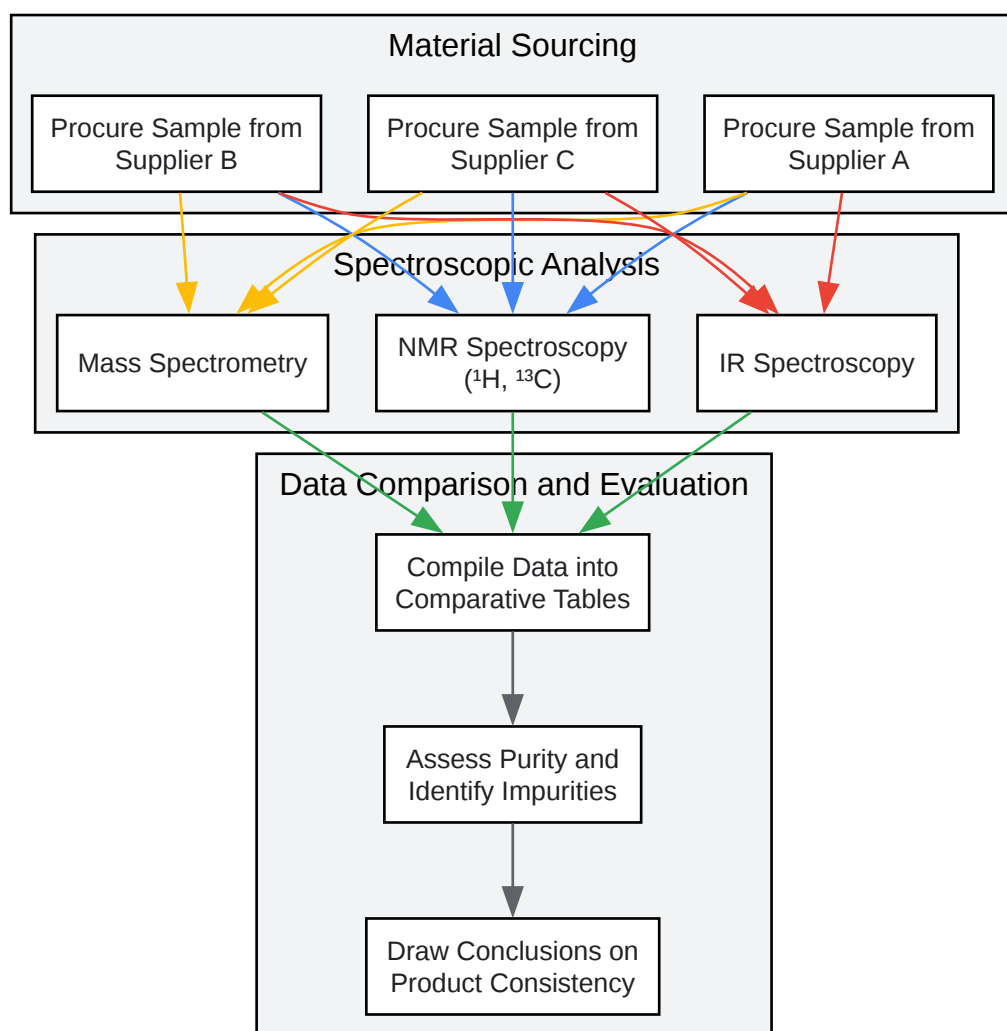 Material Sourcing
Procure Sample from
Supplier B
Procure Sample from
Supplier C
Procure Sample from
Supplier A
Spectroscopic Analysis
Mass Spectrometry
NMR Spectroscopy
(¹H, ¹³C)
IR Spectroscopy
Data Comparison and Evaluation
Compile Data into
Comparative Tables
Assess Purity and
Identify Impurities
Draw Conclusions on
Product Consistency